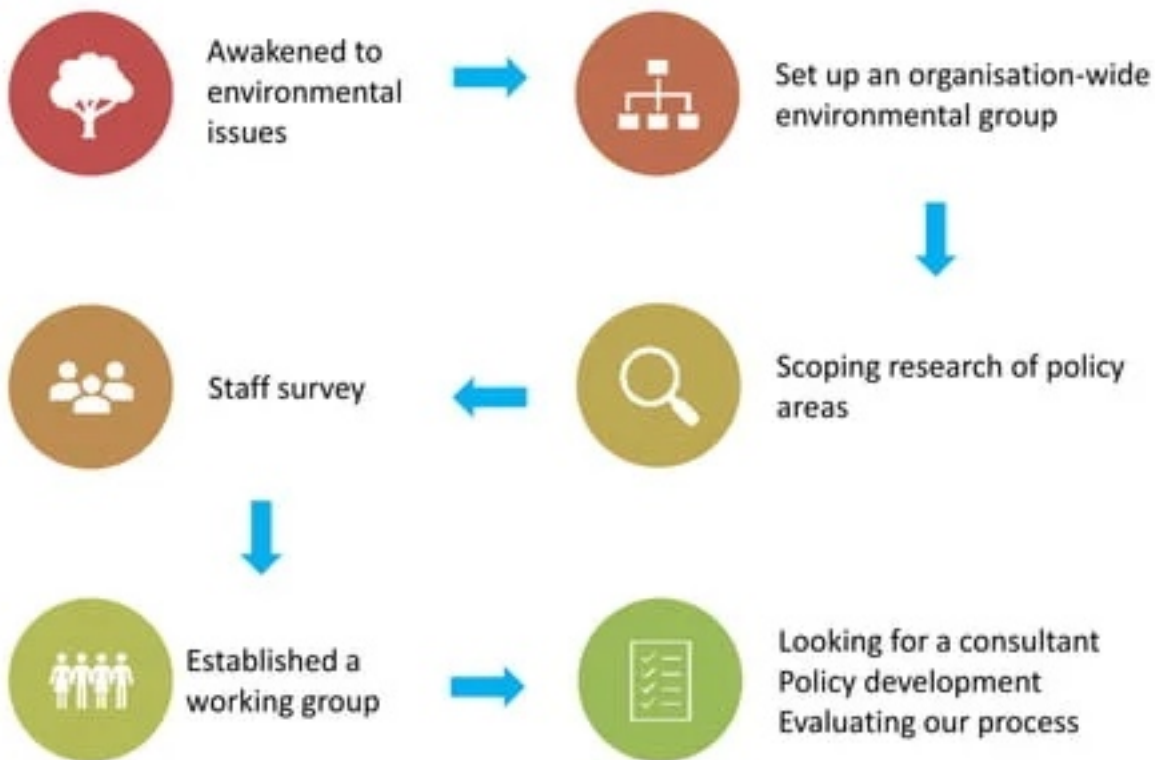 Awakened to
environmental
issues
Set up an organisation-wide
environmental group
Scoping research of policy
areas
Staff survey
Established a
working group
Looking for a consultant
Policy development
Evaluating our process